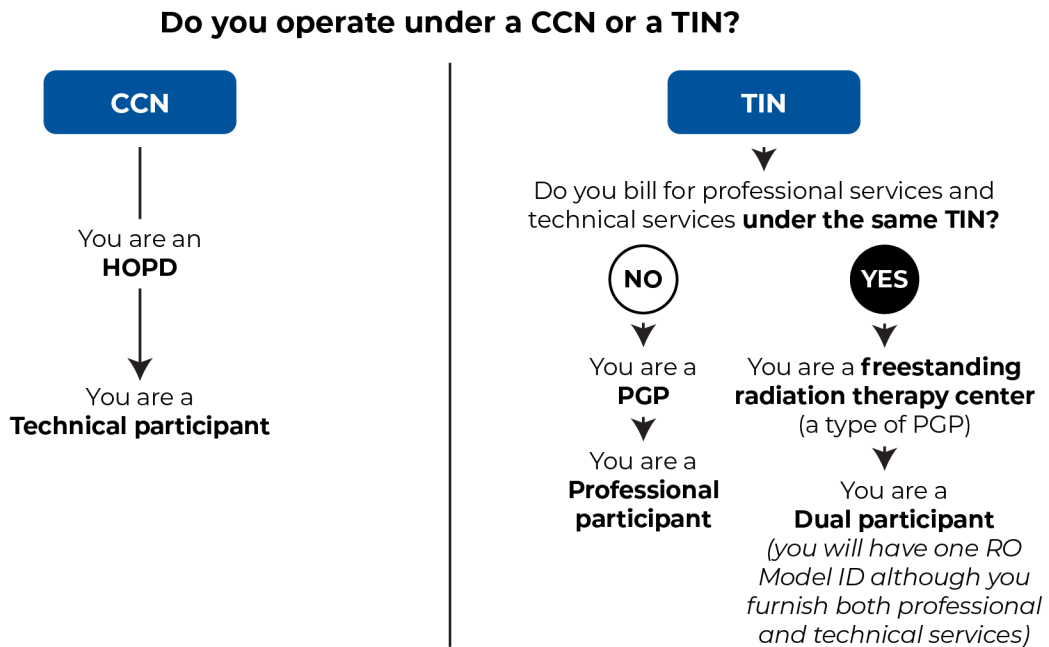 Do you operate under a CCN or a TIN?
CCN
You are an
HOPD
You are a
Technical participant
TIN
Do you bill for professional services and
technical services under the same TIN?
NO
You are a
PGP
You are a
Professional
participant
YES
You are a freestanding
radiation therapy center
(a type of PGP)
You are a
Dual participant
(you will have one RO
Model ID although you
furnish both professional
and technical services)